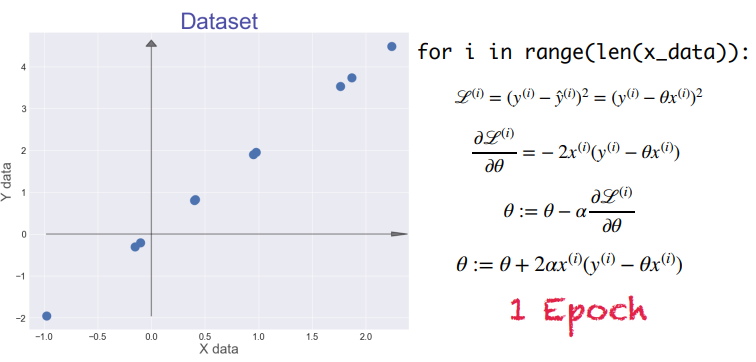 Dataset
4
3
2
1
0
−1
−2
Y data
−1.0 −0.5 0.0 0.5 1.0 1.5 2.0
X data
for i in range(len(x_data)):
ℒ⁽ⁱ⁾ = (y⁽ⁱ⁾ − ŷ⁽ⁱ⁾)² = (y⁽ⁱ⁾ − θx⁽ⁱ⁾)²
∂ℒ⁽ⁱ⁾/∂θ = − 2x⁽ⁱ⁾(y⁽ⁱ⁾ − θx⁽ⁱ⁾)
θ := θ − α ∂ℒ⁽ⁱ⁾/∂θ
θ := θ + 2αx⁽ⁱ⁾(y⁽ⁱ⁾ − θx⁽ⁱ⁾)
1 Epoch